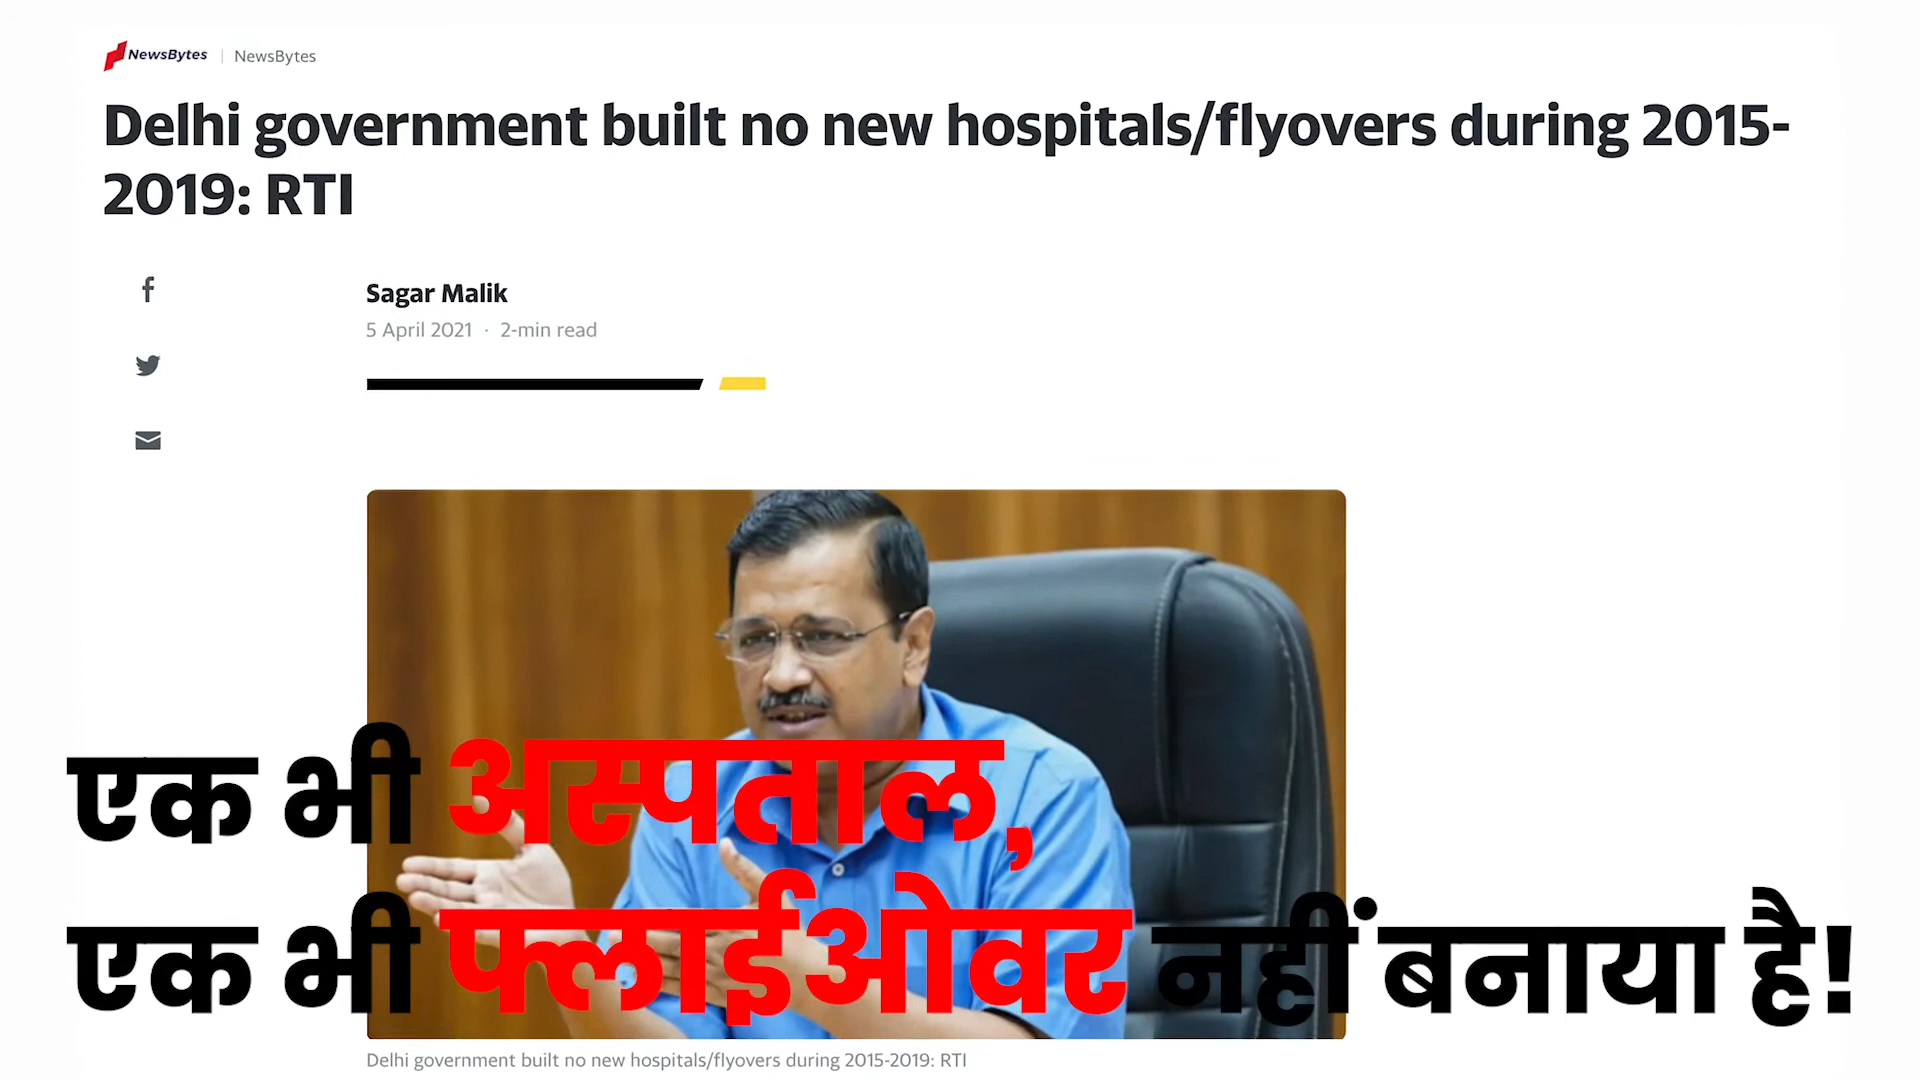 NewsBytes | NewsBytes
Delhi government built no new hospitals/flyovers during 2015-
2019: RTI
Sagar Malik
5 April 2021 · 2-min read
एक भी अस्पताल,
एक भी फ्लाईओवर नहीं बनाया है!
Delhi government built no new hospitals/flyovers during 2015-2019: RTI